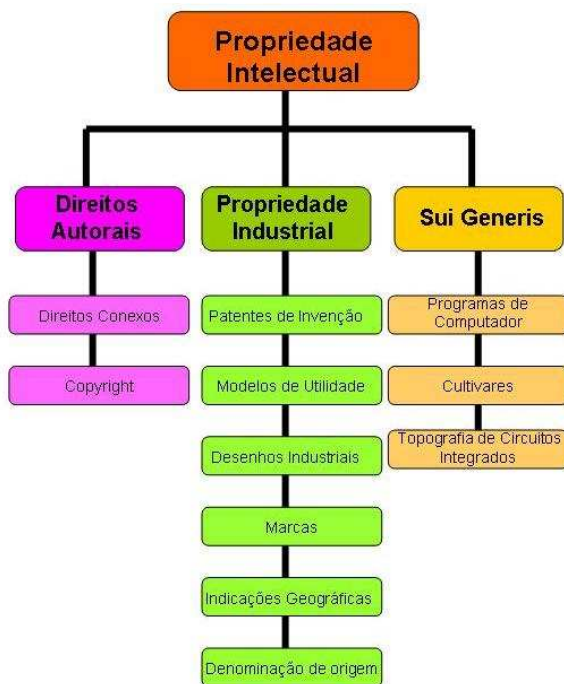 Propriedade
Intelectual
Direitos
Autorais
Propriedade
Industrial
Sui Generis
Direitos Conexos
Patentes de Invenção
Programas de
Computador
Copyright
Modelos de Utilidade
Cultivares
Desenhos Industriais
Topografia de Circuitos
Integrados
Marcas
Indicações Geográficas
Denominação de origem